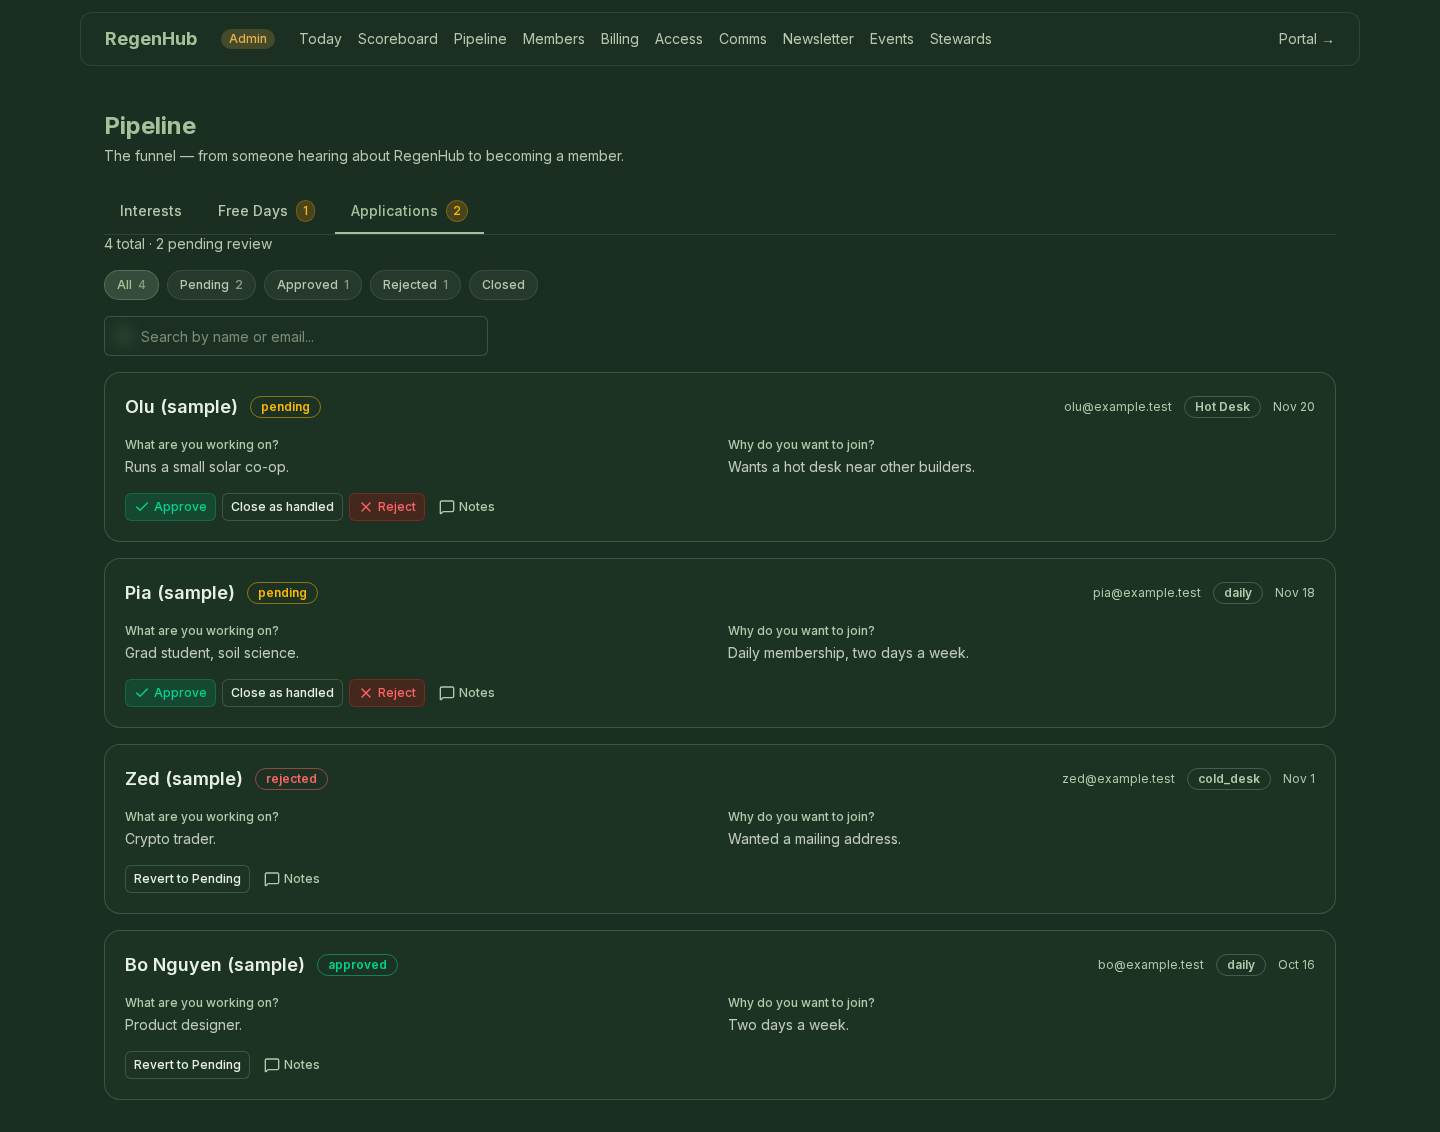 RegenHub Admin Today Scoreboard Pipeline Members Billing Access Comms Newsletter Events Stewards Portal →
Pipeline
The funnel — from someone hearing about RegenHub to becoming a member.
Interests Free Days 1 Applications 2
4 total · 2 pending review
All 4 Pending 2 Approved 1 Rejected 1 Closed
Search by name or email...
Olu (sample) pending olu@example.test Hot Desk Nov 20
What are you working on? Why do you want to join?
Runs a small solar co-op. Wants a hot desk near other builders.
Approve Close as handled Reject Notes
Pia (sample) pending pia@example.test daily Nov 18
What are you working on? Why do you want to join?
Grad student, soil science. Daily membership, two days a week.
Approve Close as handled Reject Notes
Zed (sample) rejected zed@example.test cold_desk Nov 1
What are you working on? Why do you want to join?
Crypto trader. Wanted a mailing address.
Revert to Pending Notes
Bo Nguyen (sample) approved bo@example.test daily Oct 16
What are you working on? Why do you want to join?
Product designer. Two days a week.
Revert to Pending Notes